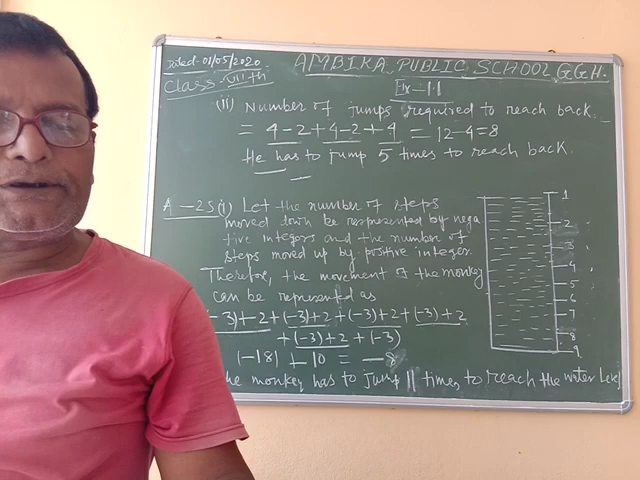 Dated-01/05/2020
AMBIKA PUBLIC SCHOOL G.G.H.
Class-VIIth
Ex-1.1
(ii) Number of jumps required to reach back.
= 4-2+4-2+4 = 12-4=8
He has to jump 5 times to reach back.
A-25(i) Let the number of steps
moved down be represented by nega
tive integers and the number of
steps moved up by positive integer.
Therefore, the movement of the monkey
can be represented as
-3)+2+(-3)+2+(-3)+2+(-3)+2
+(-3)+2+(-3)
(-18)+10=-8
he monkey has to jump 11 times to reach the water level
1
2
3
4
5
6
7
8
9